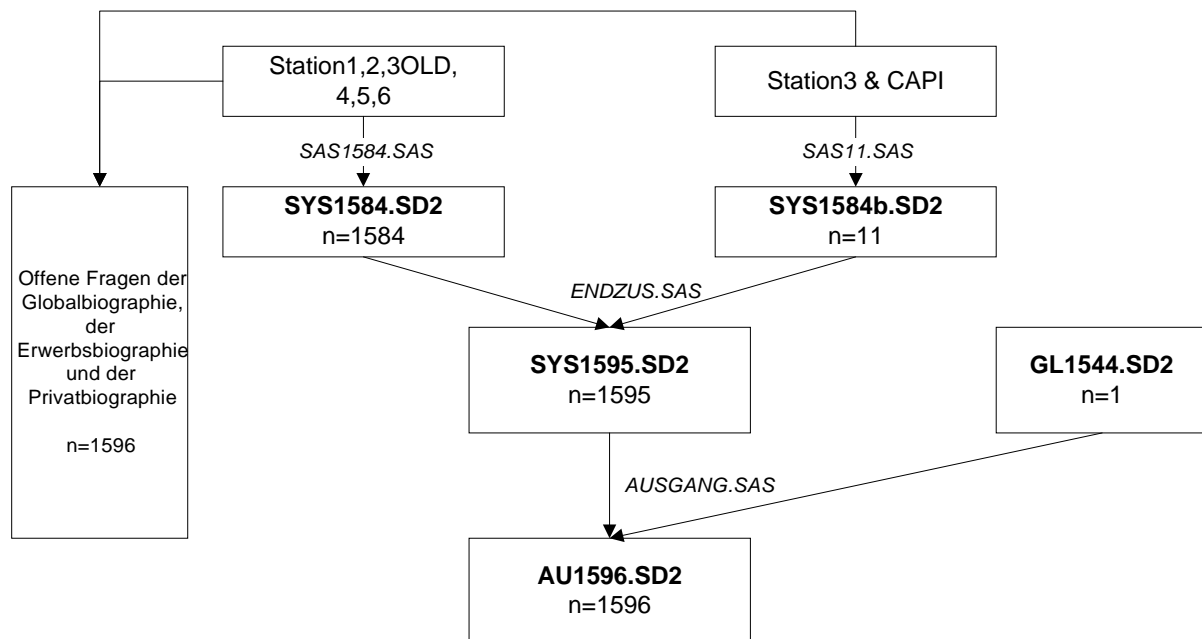 Station1,2,3OLD,
4,5,6
Station3 & CAPI
SAS1584.SAS
SAS11.SAS
SYS1584.SD2
n=1584
SYS1584b.SD2
n=11
Offene Fragen der
Globalbiographie,
der
Erwerbsbiographie
und der
Privatbiographie
n=1596
ENDZUS.SAS
SYS1595.SD2
n=1595
GL1544.SD2
n=1
AUSGANG.SAS
AU1596.SD2
n=1596